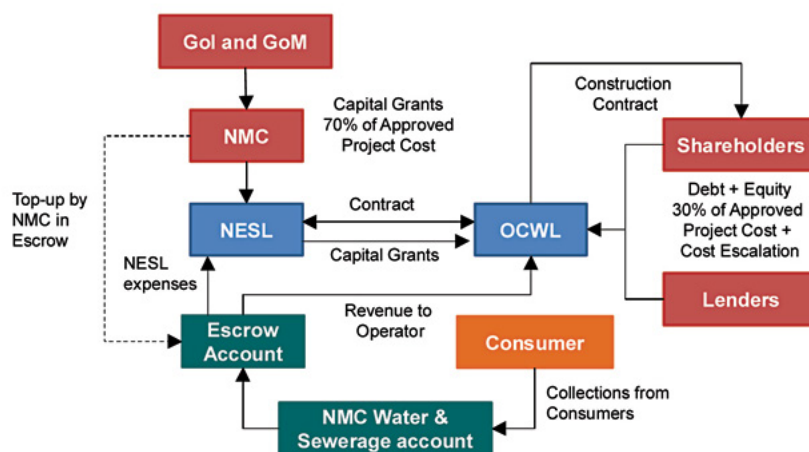 GoI and GoM
Capital Grants
70% of Approved
Project Cost
Construction
Contract
NMC
Shareholders
Top-up by
NMC in
Escrow
Contract
NESL
OCWL
Debt + Equity
30% of Approved
Project Cost +
Cost Escalation
Capital Grants
NESL
expenses
Revenue to
Operator
Lenders
Escrow
Account
Consumer
Collections from
Consumers
NMC Water &
Sewerage account